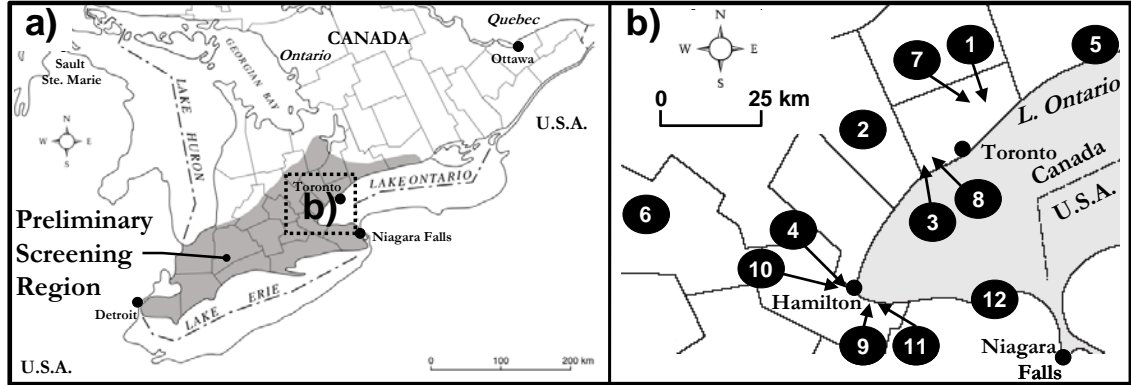 a)
Quebec
CANADA
Ontario
Ottawa
Sault
Ste. Marie
GEORGIAN BAY
LAKE HURON
N
W E
S
U.S.A.
Toronto
LAKE ONTARIO
b)
Preliminary
Screening
Region
Niagara Falls
Detroit
LAKE ERIE
U.S.A.
0 100 200 km
b)
N
W E
S
0 25 km
7
1
5
2
L. Ontario
Toronto
Canada
U.S.A.
6
4
3
8
10
Hamilton
12
9
11
Niagara
Falls